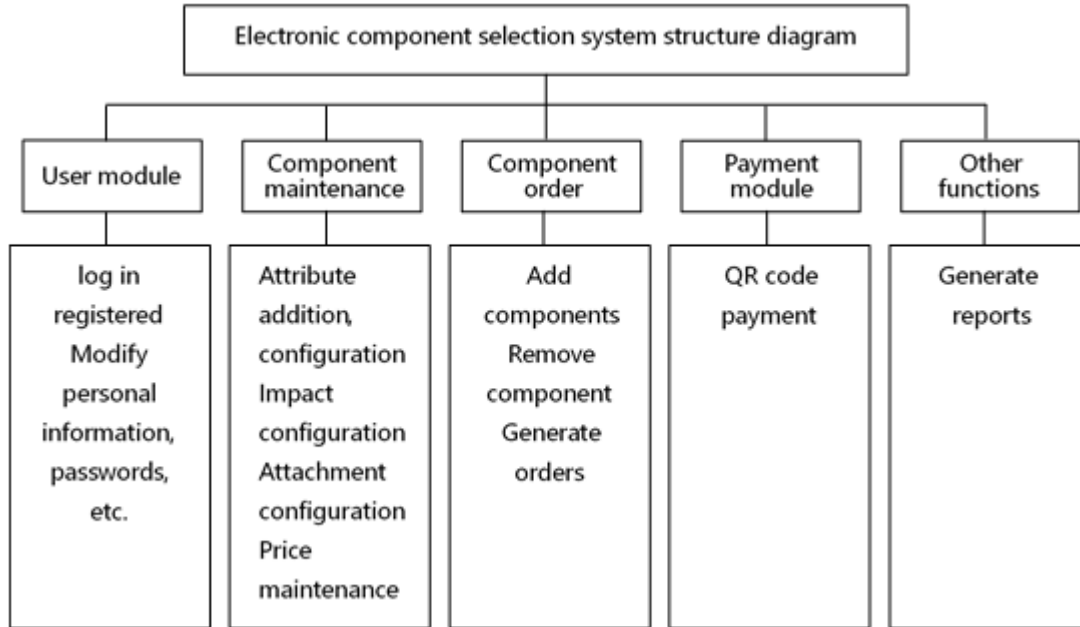 Electronic component selection system structure diagram
User module
Component
maintenance
Component
order
Payment
module
Other
functions
log in
registered
Modify
personal
information,
passwords,
etc.
Attribute
addition,
configuration
Impact
configuration
Attachment
configuration
Price
maintenance
Add
components
Remove
component
Generate
orders
QR code
payment
Generate
reports